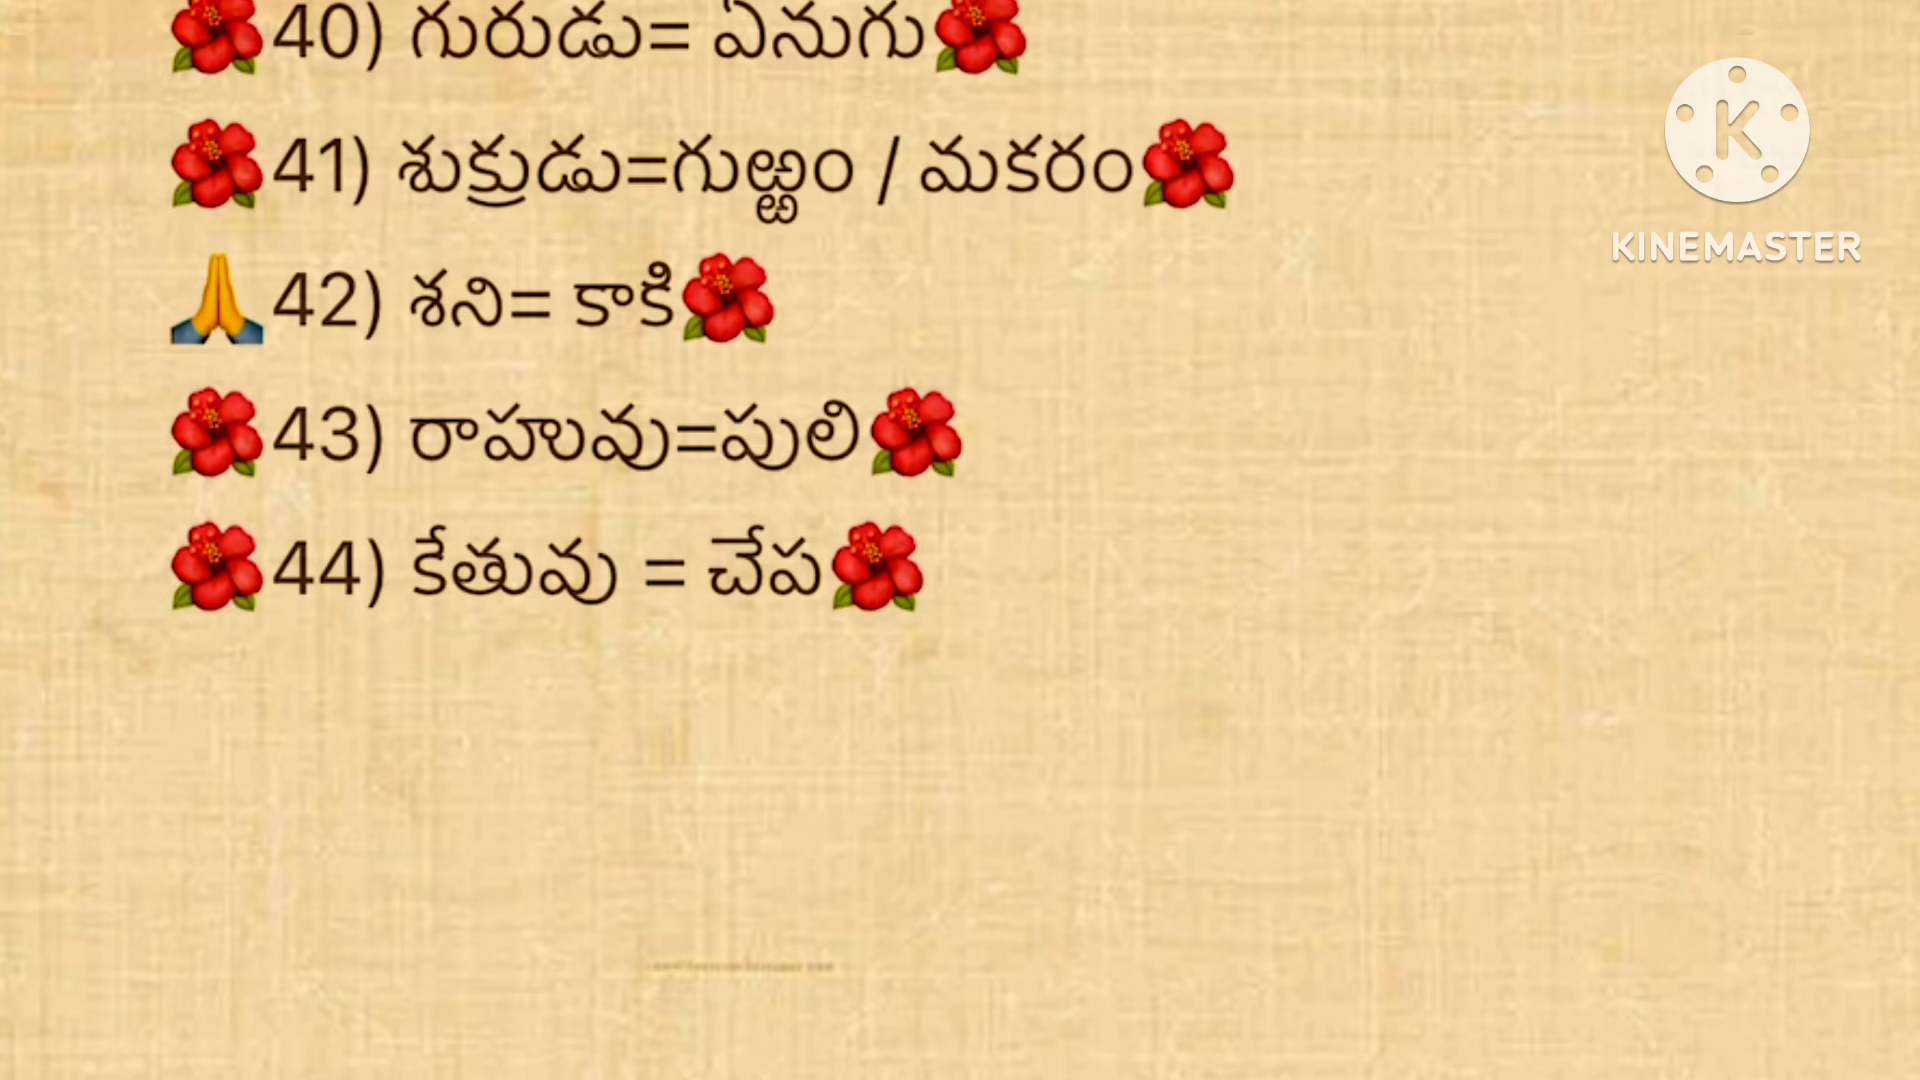 🌺40) గురుడు= ఏనుగు🌺
🌺41) శుక్రుడు=గుఱ్ఱం / మకరం🌺
🙏42) శని= కాకి🌺
🌺43) రాహువు=పులి🌺
🌺44) కేతువు = చేప🌺
K
KINEMASTER